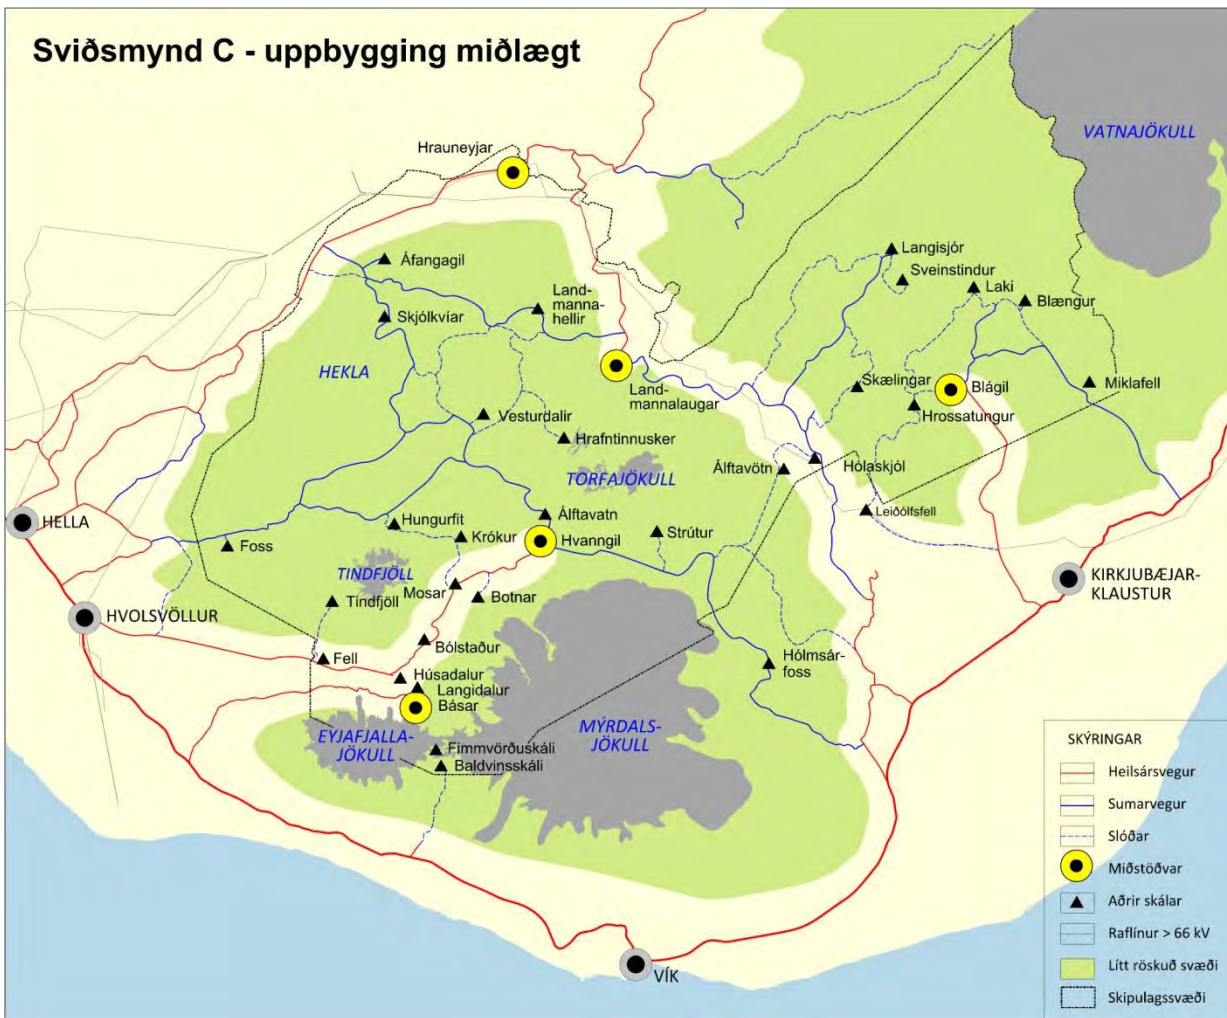 Sviðsmynd C - uppbygging miðlægt
VATNAJÖKULL
Hrauneyjar
Áfangagil
Langisjór
Sveinstindur
Laki
Blængur
Land-
manna-
hellir
Skjólkvíar
HEKLA
Land-
mannalaugar
Skælingar
Blágil
Miklafell
Hrossatungur
Vesturdalir
Hrafntinnusker
TORFAJÖKULL
Álftavötn
Hólaskjól
Leiðólfsfell
HELLA
Hungurfit
Álftavatn
Krókur
Hvanngil
Strútur
Foss
TINDFJÖLL
Tindfjöll
Mosar
Botnar
KIRKJUBÆJAR-
KLAUSTUR
HVOLSVÖLLUR
Bólstaður
Fell
Húsadalur
Langidalur
Básar
Hólmsár-
foss
EYJAFJALLA-
JÖKULL
MÝRDALS-
JÖKULL
Fimmvörðuskáli
Baldvinsskáli
VÍK
SKÝRINGAR
Heilsársvegur
Sumarvegur
Slóðar
Miðstöðvar
Aðrir skálar
Raflínur > 66 kV
Lítt röskuð svæði
Skipulagssvæði